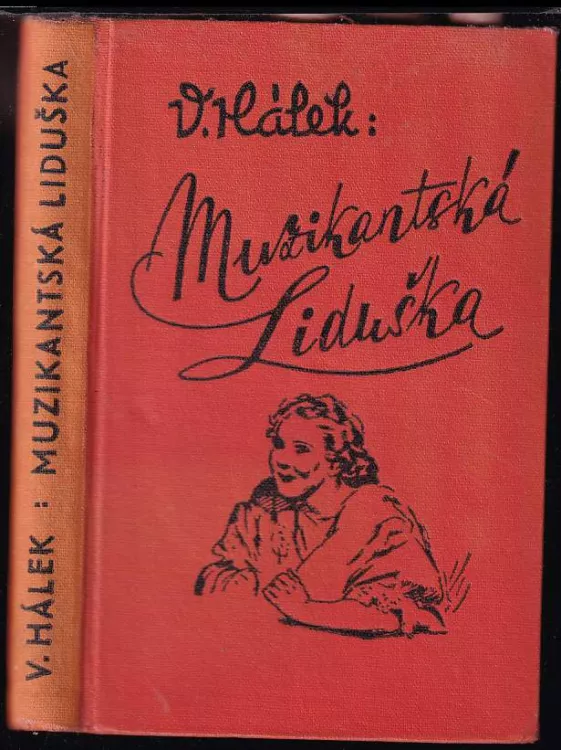 V. HÁLEK : MUZIKANTSKÁ LIDUŠKA
V. Hálek:
Muzikantská
Liduška